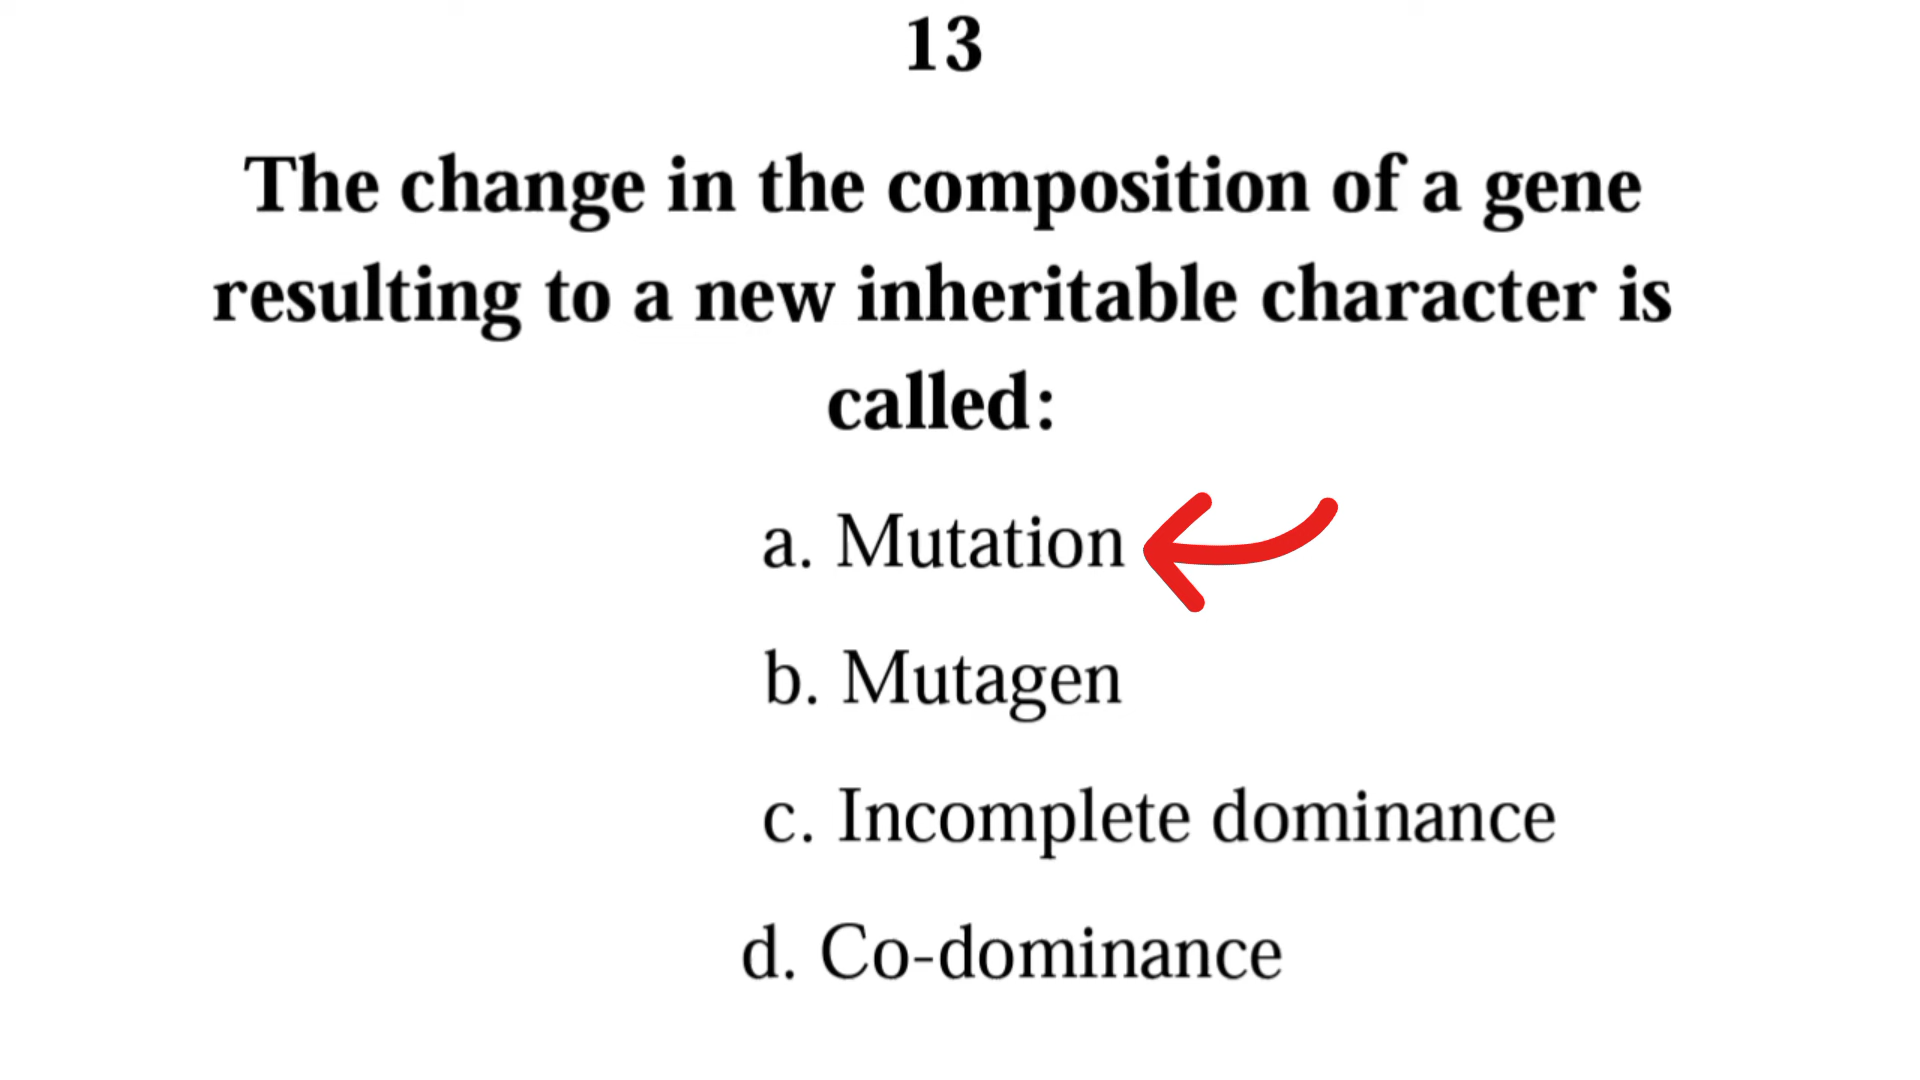 13
The change in the composition of a gene
resulting to a new inheritable character is
called:
a. Mutation
b. Mutagen
c. Incomplete dominance
d. Co-dominance